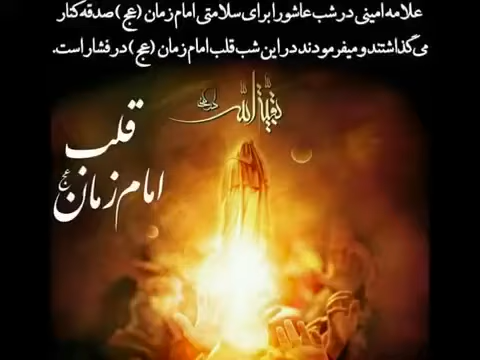 علامه امینی در شب عاشورا برای سلامتی امام زمان (عج) صدقه کنار
می‌گذاشتند و میفرمودند در این شب قلب امام زمان (عج) در فشار است.
بقیة الله
قلب
امام زمان عج